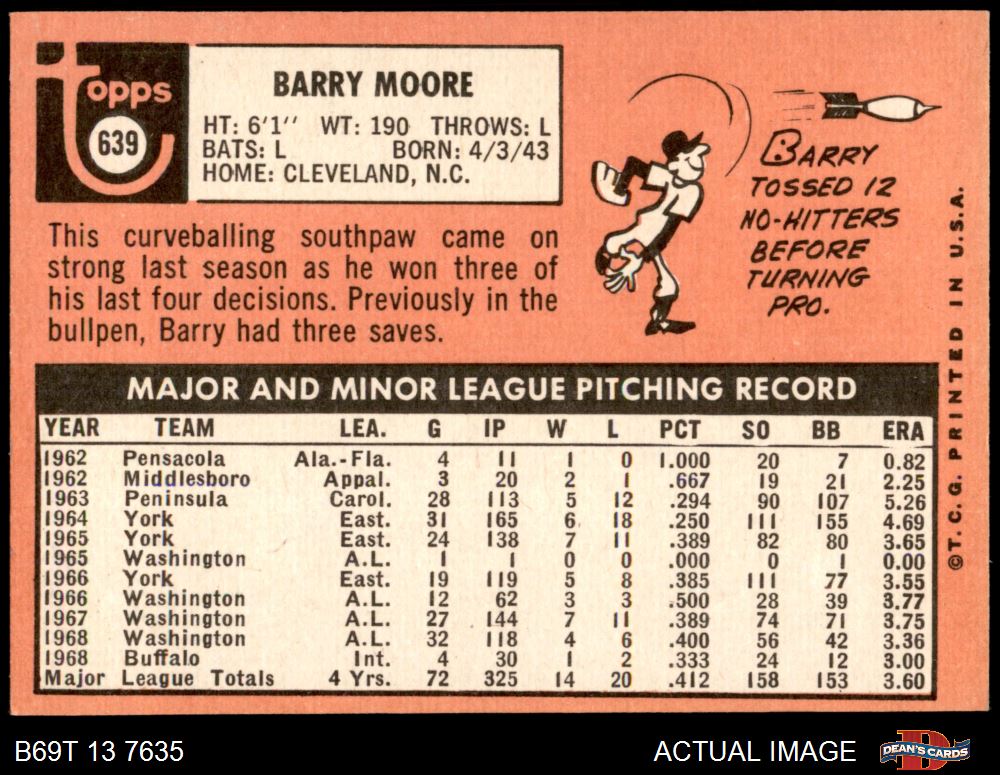 topps
639
BARRY MOORE
HT: 6'1'' WT: 190 THROWS: L
BATS: L BORN: 4/3/43
HOME: CLEVELAND, N.C.
This curveballing southpaw came on
strong last season as he won three of
his last four decisions. Previously in the
bullpen, Barry had three saves.
BARRY
TOSSED 12
NO-HITTERS
BEFORE
TURNING
PRO.
MAJOR AND MINOR LEAGUE PITCHING RECORD
YEAR TEAM LEA. G IP W L PCT SO BB ERA
1962 Pensacola Ala.-Fla. 4 11 1 0 1.000 20 7 0.82
1962 Middlesboro Appal. 3 20 2 1 .667 19 21 2.25
1963 Peninsula Carol. 28 113 5 12 .294 90 107 5.26
1964 York East. 31 165 6 18 .250 111 155 4.69
1965 York East. 24 138 7 11 .389 82 80 3.65
1965 Washington A.L. 1 1 0 0 .000 0 1 0.00
1966 York East. 19 119 5 8 .385 111 77 3.55
1966 Washington A.L. 12 62 3 3 .500 28 39 3.77
1967 Washington A.L. 27 144 7 11 .389 74 71 3.75
1968 Washington A.L. 32 118 4 6 .400 56 42 3.36
1968 Buffalo Int. 4 30 1 2 .333 24 12 3.00
Major League Totals 4 Yrs. 72 325 14 20 .412 158 153 3.60
©T.C.G. PRINTED IN U.S.A.
B69T 13 7635
ACTUAL IMAGE
DEAN'S CARDS